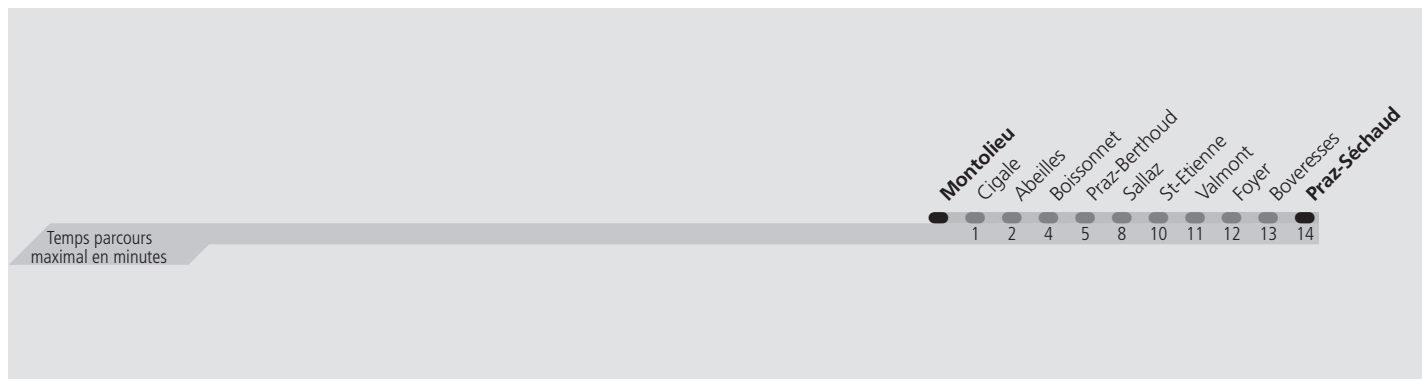 Montolieu
Cigale
Abeilles
Boissonnet
Praz-Berthoud
Sallaz
St-Etienne
Valmont
Foyer
Boveresses
Praz-Séchaud
Temps parcours
maximal en minutes
1 2 4 5 8 10 11 12 13 14